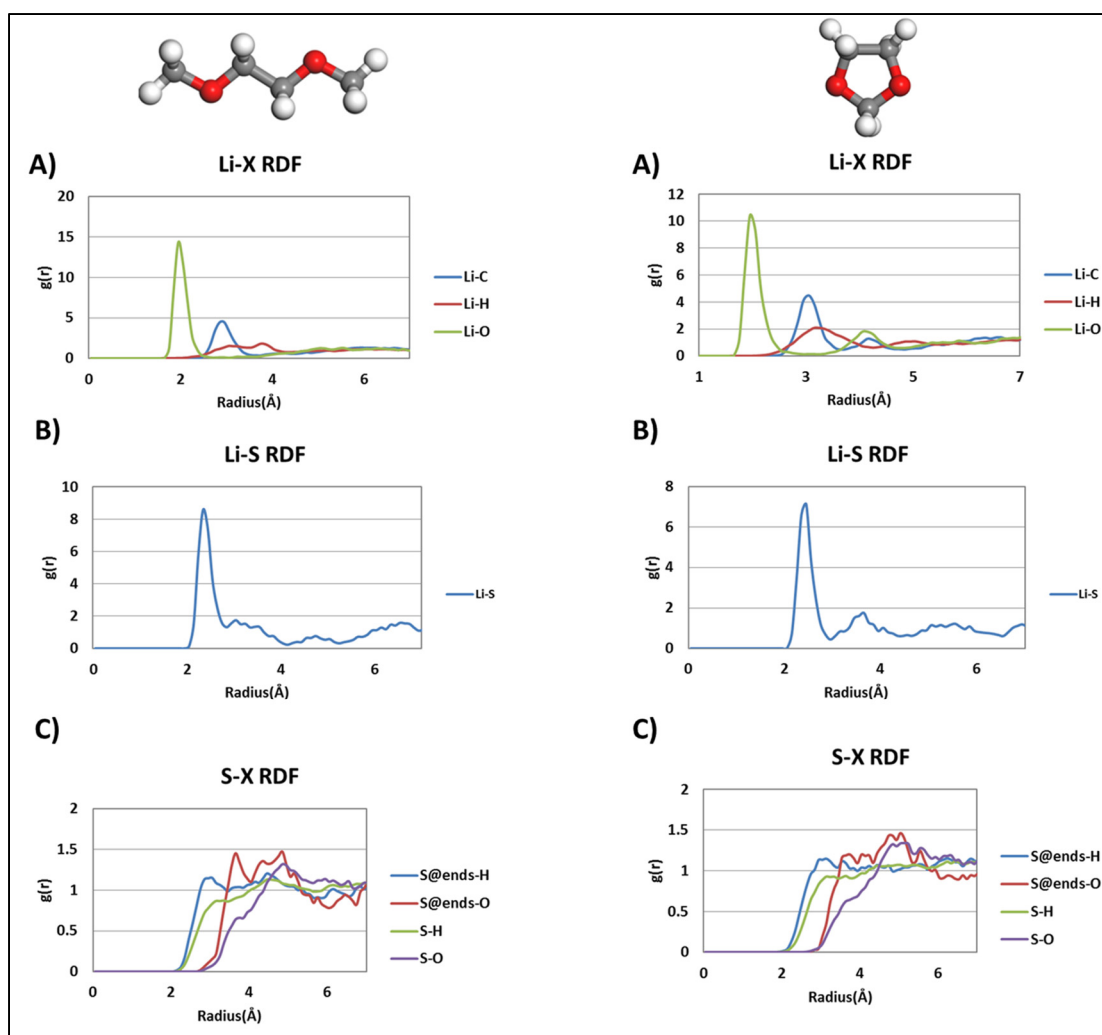 A)
Li-X RDF
20
15
10
5
0
g(r)
0 2 4 6
Radius(Å)
Li-C
Li-H
Li-O
B)
Li-S RDF
10
8
6
4
2
0
g(r)
0 2 4 6
Radius(Å)
Li-S
C)
S-X RDF
2
1.5
1
0.5
0
g(r)
0 2 4 6
Radius(Å)
S@ends-H
S@ends-O
S-H
S-O
A)
Li-X RDF
12
10
8
6
4
2
0
g(r)
1 3 5 7
Radius(Å)
Li-C
Li-H
Li-O
B)
Li-S RDF
8
6
4
2
0
g(r)
0 2 4 6
Radius(Å)
Li-S
C)
S-X RDF
2
1.5
1
0.5
0
g(r)
0 2 4 6
Radius(Å)
S@ends-H
S@ends-O
S-H
S-O